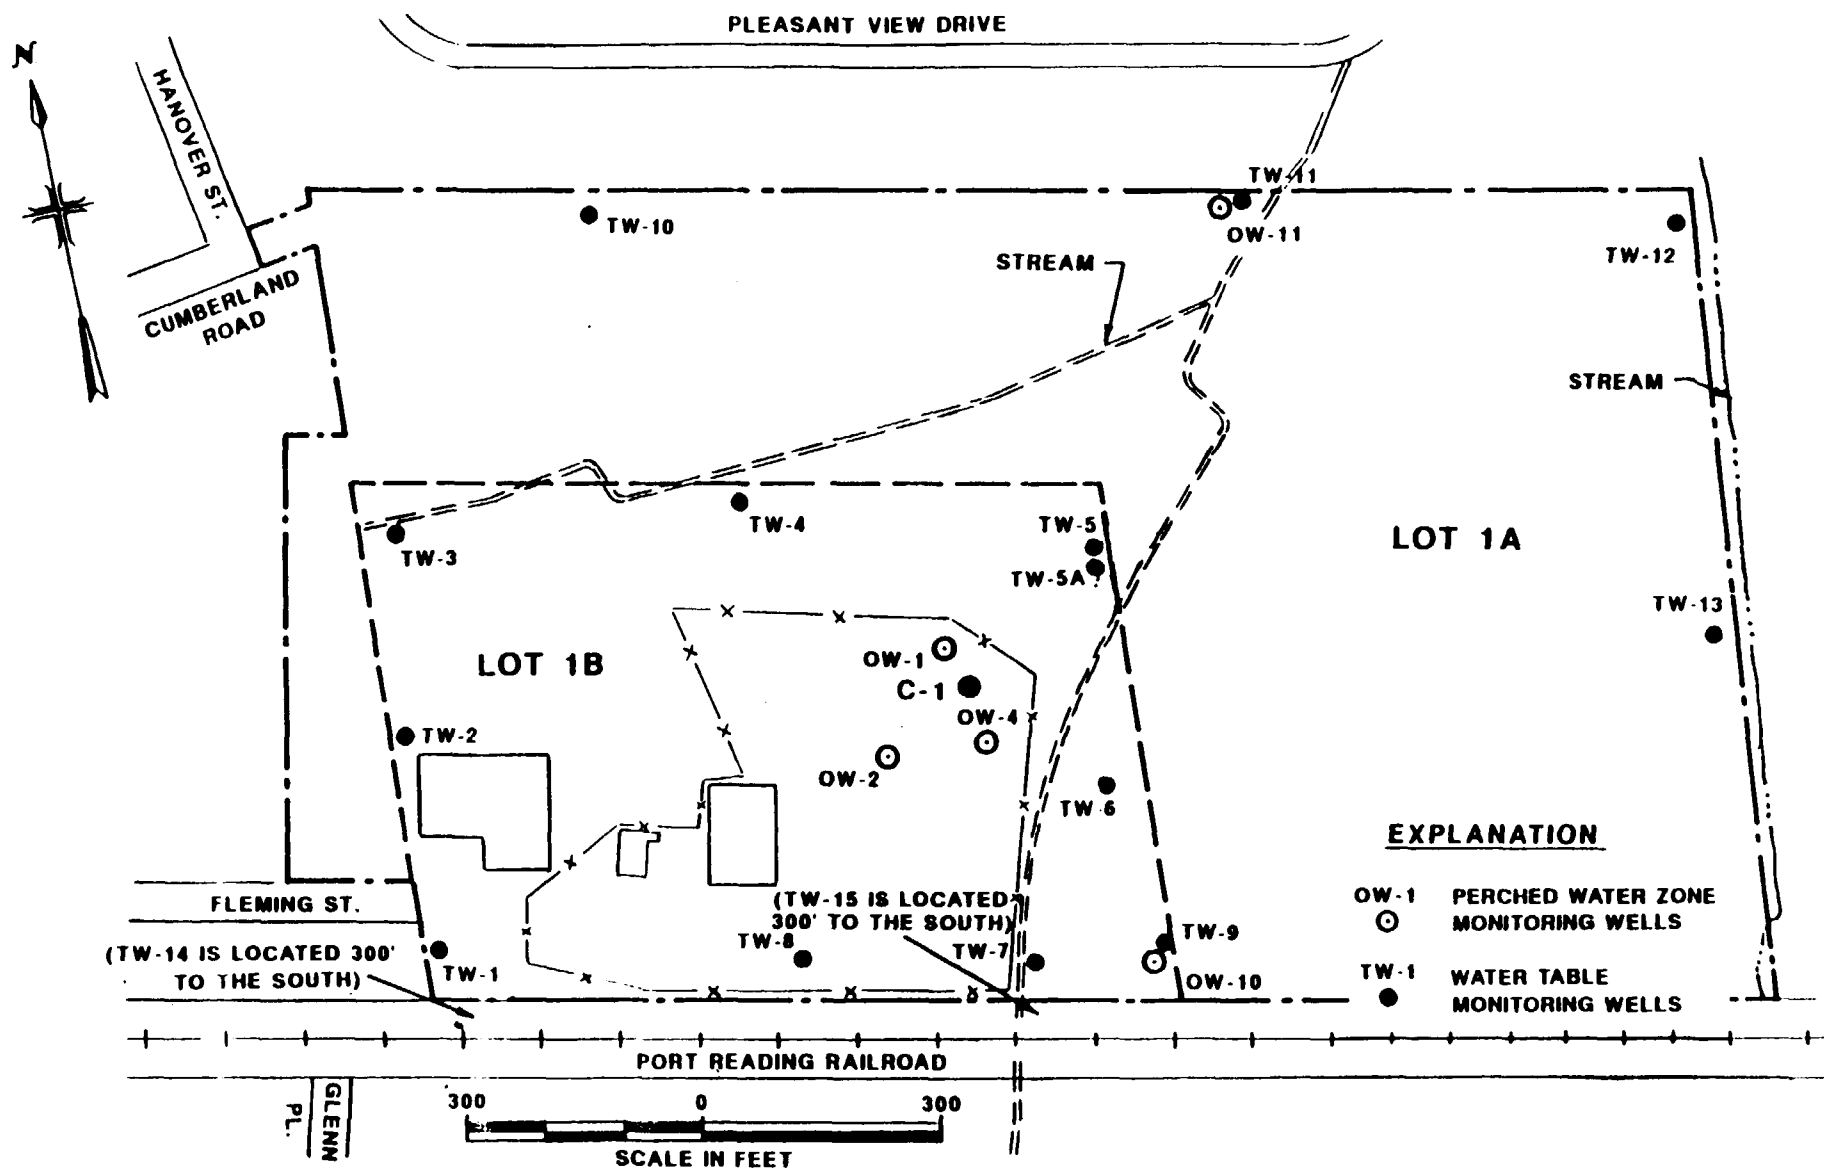 PLEASANT VIEW DRIVE
N
HANOVER ST.
TW-11
TW-10
OW-11
TW-12
STREAM
CUMBERLAND
ROAD
STREAM
TW-4
TW-5
LOT 1A
TW-3
TW-5A
TW-13
LOT 1B
OW-1
C-1
OW-4
TW-2
OW-2
TW-6
EXPLANATION
(TW-15 IS LOCATED
300' TO THE SOUTH)
OW-1 PERCHED WATER ZONE
MONITORING WELLS
FLEMING ST.
TW-8
TW-7
TW-9
(TW-14 IS LOCATED 300'
TO THE SOUTH)
TW-1
OW-10
TW-1 WATER TABLE
MONITORING WELLS
PORT READING RAILROAD
GLENN
PL.
300 0 300
SCALE IN FEET